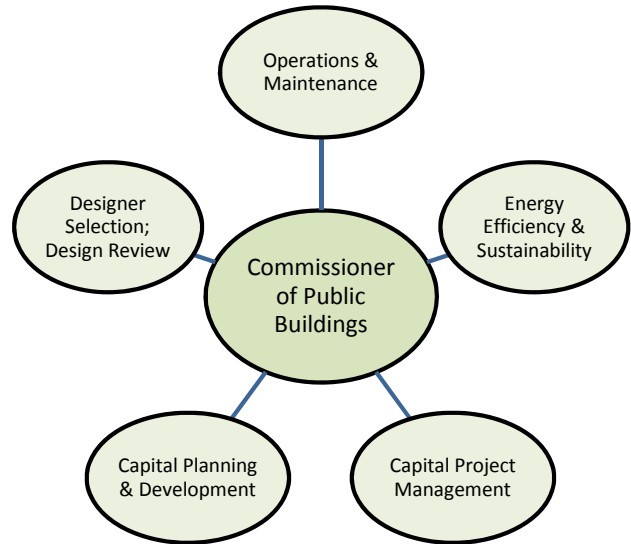 Operations &
Maintenance
Designer
Selection;
Design Review
Energy
Efficiency &
Sustainability
Commissioner
of Public
Buildings
Capital Planning
& Development
Capital Project
Management